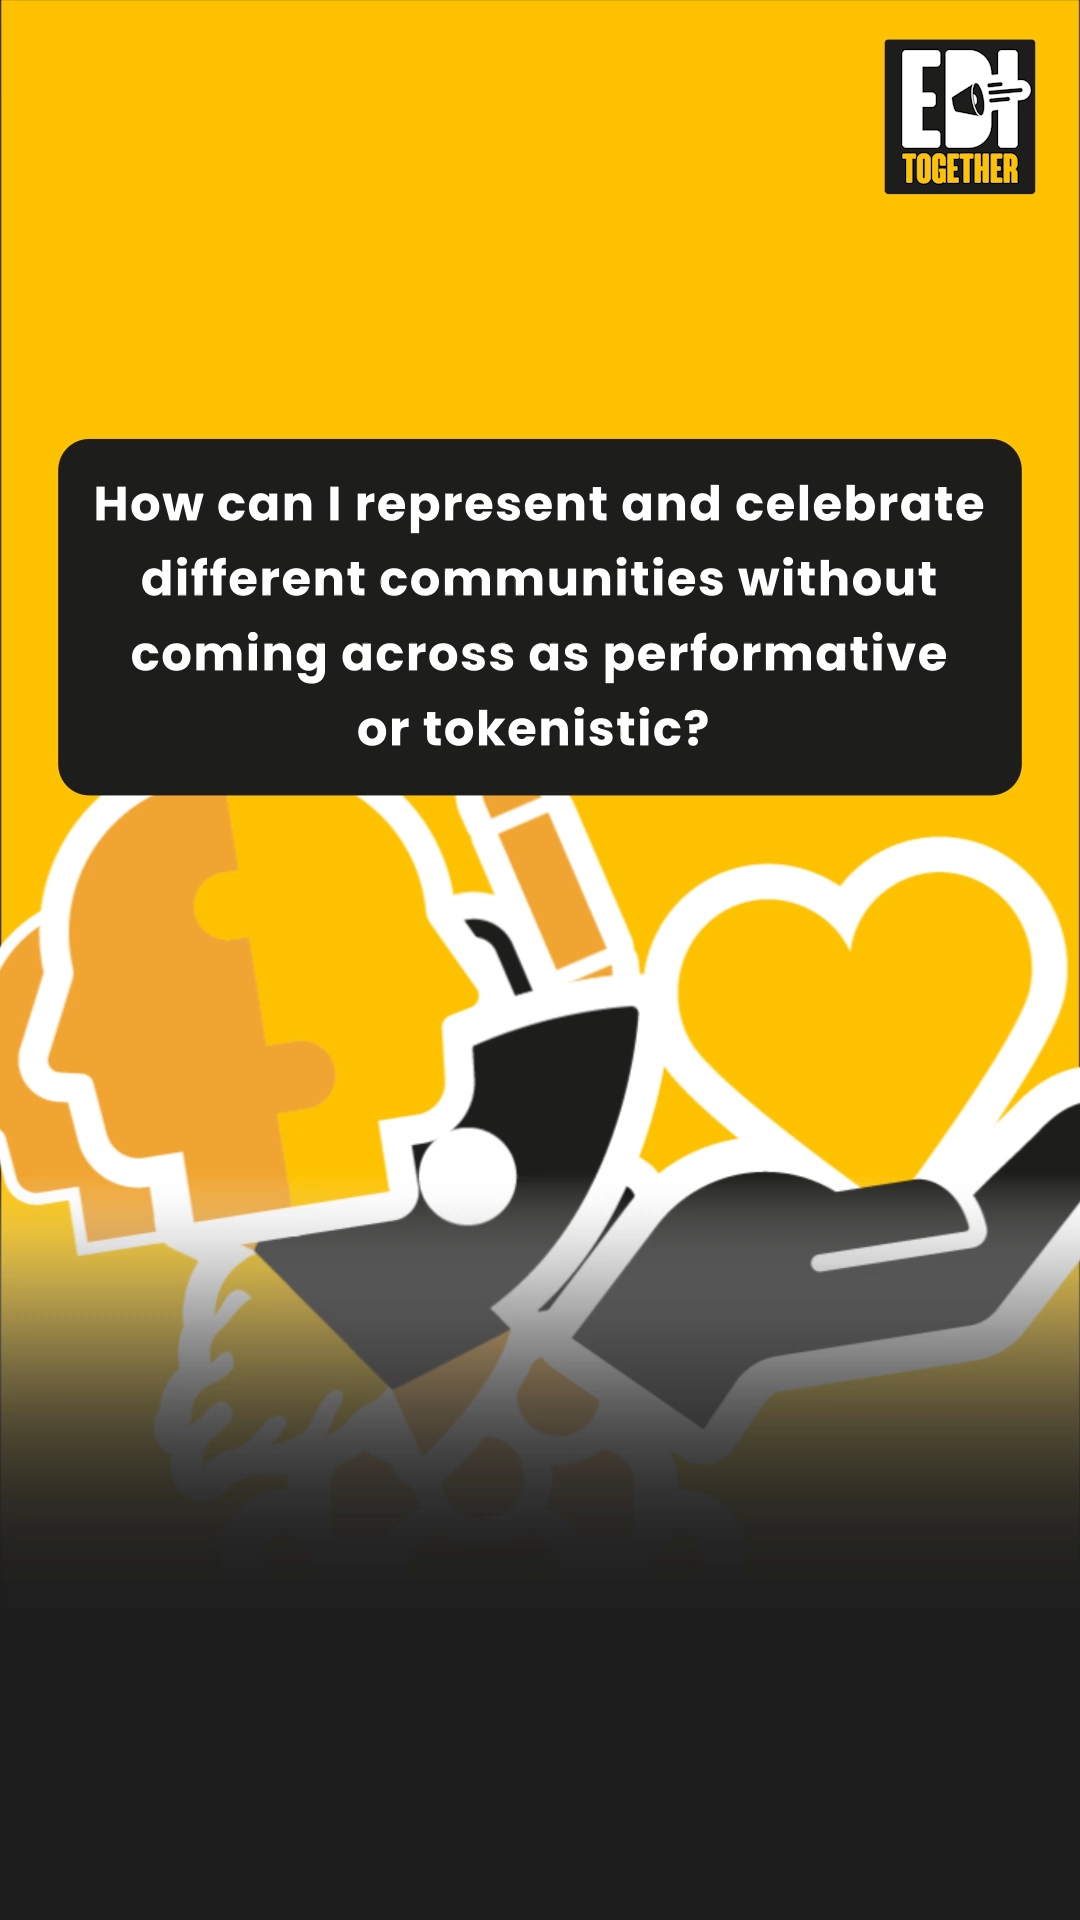 EDI
TOGETHER
How can I represent and celebrate
different communities without
coming across as performative
or tokenistic?